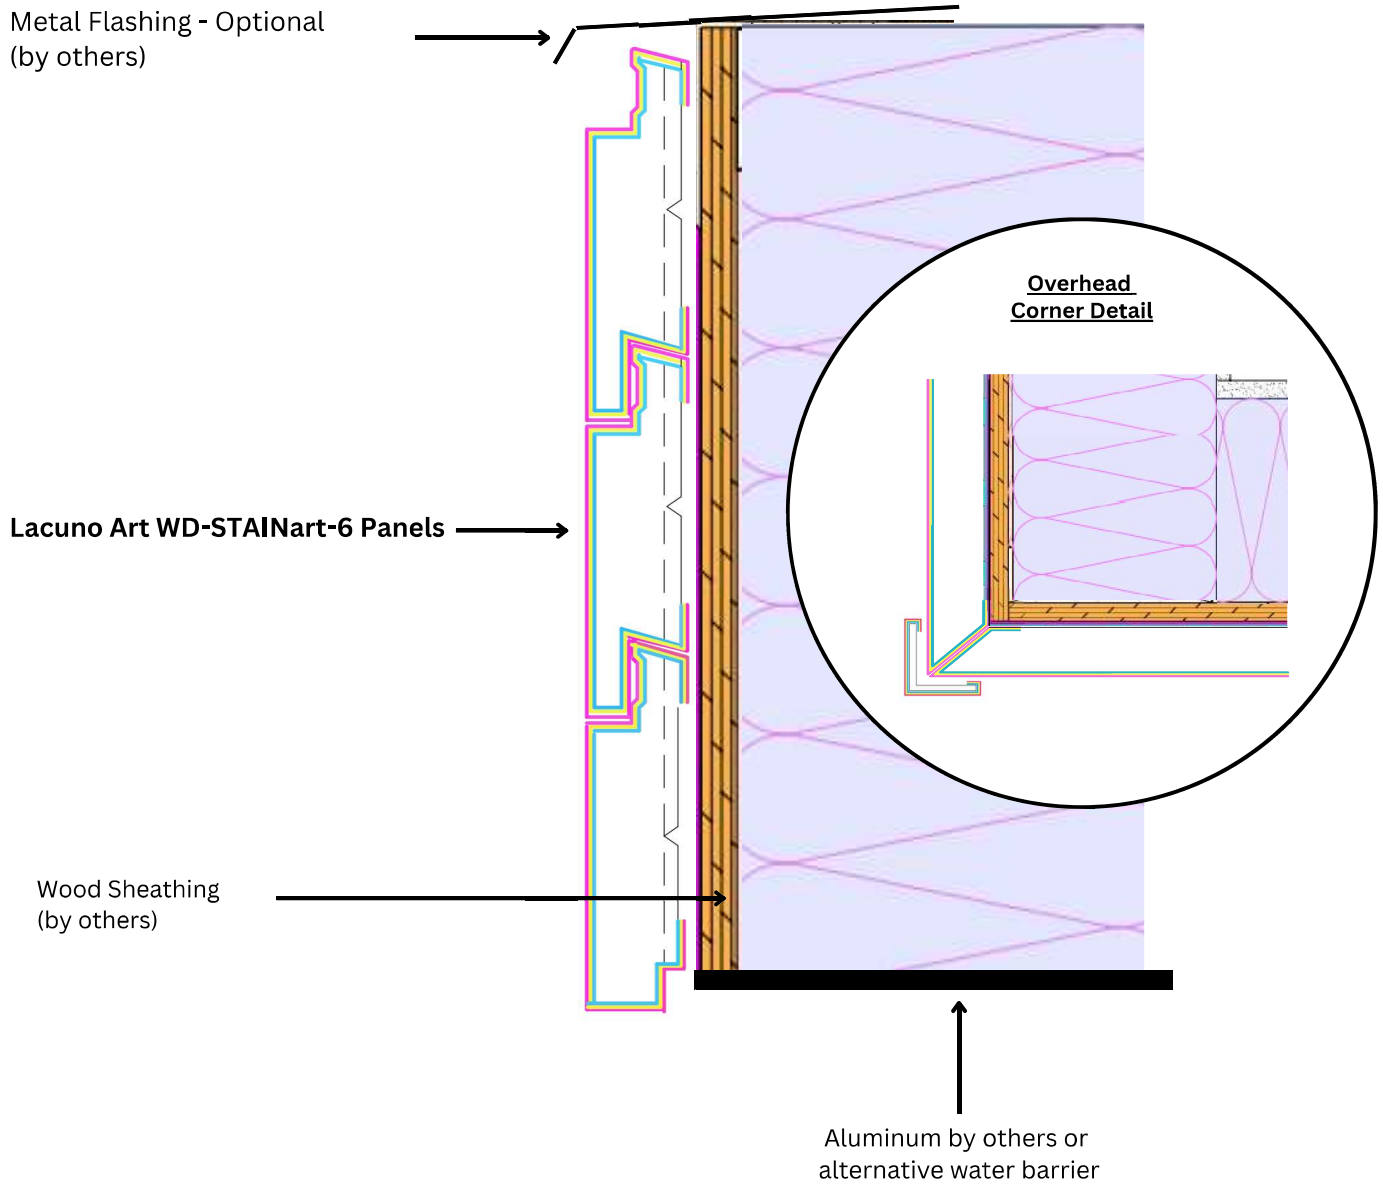 Metal Flashing - Optional
(by others)
Overhead
Corner Detail
Lacuno Art WD-STAINart-6 Panels
Wood Sheathing
(by others)
Aluminum by others or
alternative water barrier